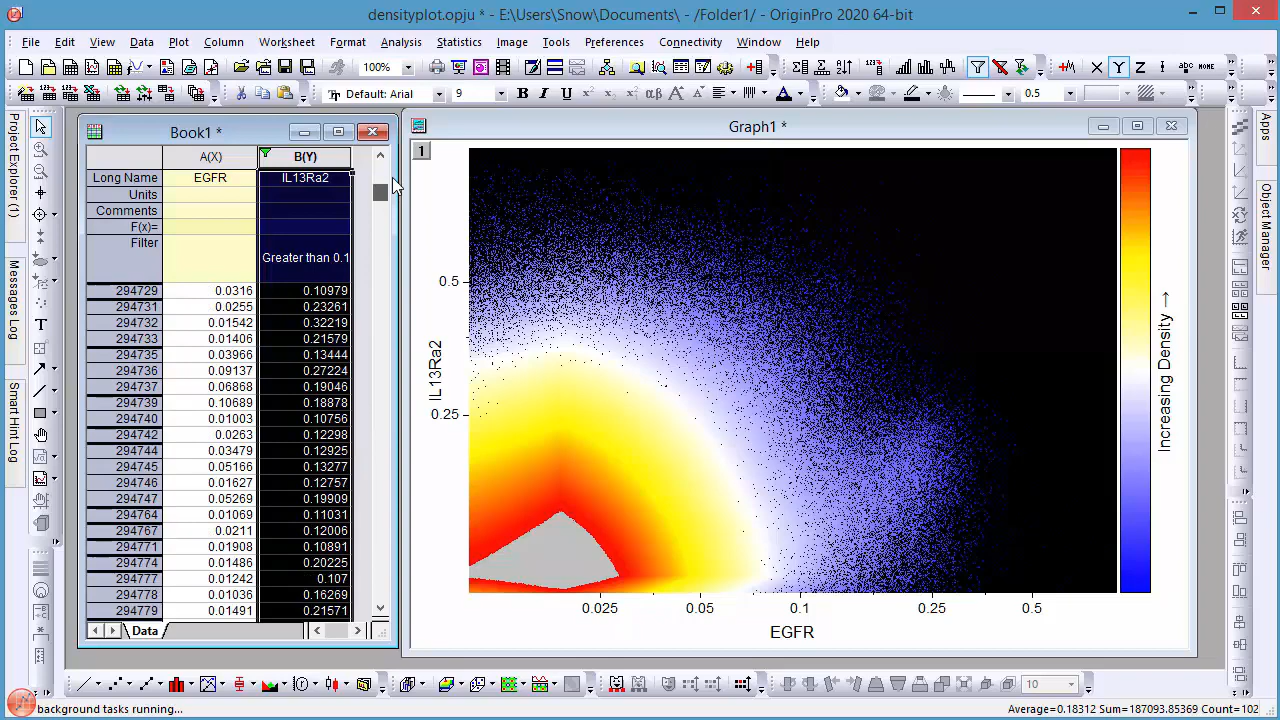 densityplot.opju * - E:\Users\Snow\Documents\ - /Folder1/ - OriginPro 2020 64-bit
File Edit View Data Plot Column Worksheet Format Analysis Statistics Image Tools Preferences Connectivity Window Help
100%
Default: Arial 9 B I U αβ A A A 0.5
Project Explorer (1)
Messages Log
Smart Hint Log
Book1 *
A(X) B(Y)
Long Name EGFR IL13Ra2
Units
Comments
F(x)=
Filter Greater than 0.1
294729 0.0316 0.10979
294731 0.0255 0.23261
294732 0.01542 0.32219
294733 0.01406 0.21579
294735 0.03966 0.13444
294736 0.09137 0.27224
294737 0.06868 0.19046
294739 0.10689 0.18878
294740 0.01003 0.10756
294742 0.0263 0.12298
294744 0.03479 0.12925
294745 0.05166 0.13277
294746 0.01627 0.12757
294747 0.05269 0.19909
294764 0.01069 0.11031
294767 0.0211 0.12006
294771 0.01908 0.10891
294774 0.01486 0.20225
294777 0.01242 0.107
294778 0.01036 0.16269
294779 0.01491 0.21571
Data
Graph1 *
1
0.5
0.25
IL13Ra2
0.025 0.05 0.1 0.25 0.5
EGFR
Increasing Density →
Apps
Object Manager
10
background tasks running...
Average=0.18312 Sum=187093.85369 Count=102